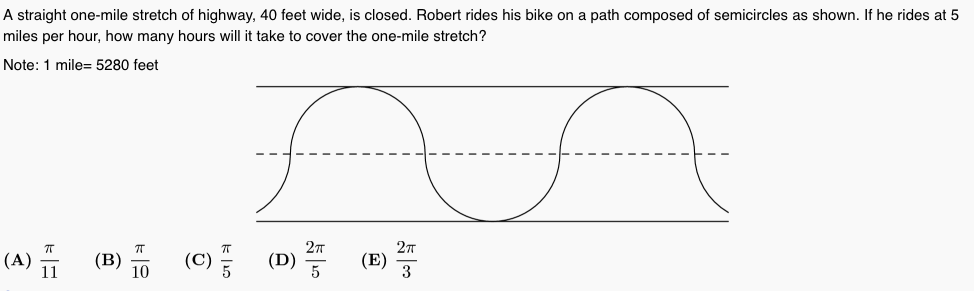 A straight one-mile stretch of highway, 40 feet wide, is closed. Robert rides his bike on a path composed of semicircles as shown. If he rides at 5
miles per hour, how many hours will it take to cover the one-mile stretch?
Note: 1 mile= 5280 feet
(A) π/11 (B) π/10 (C) π/5 (D) 2π/5 (E) 2π/3